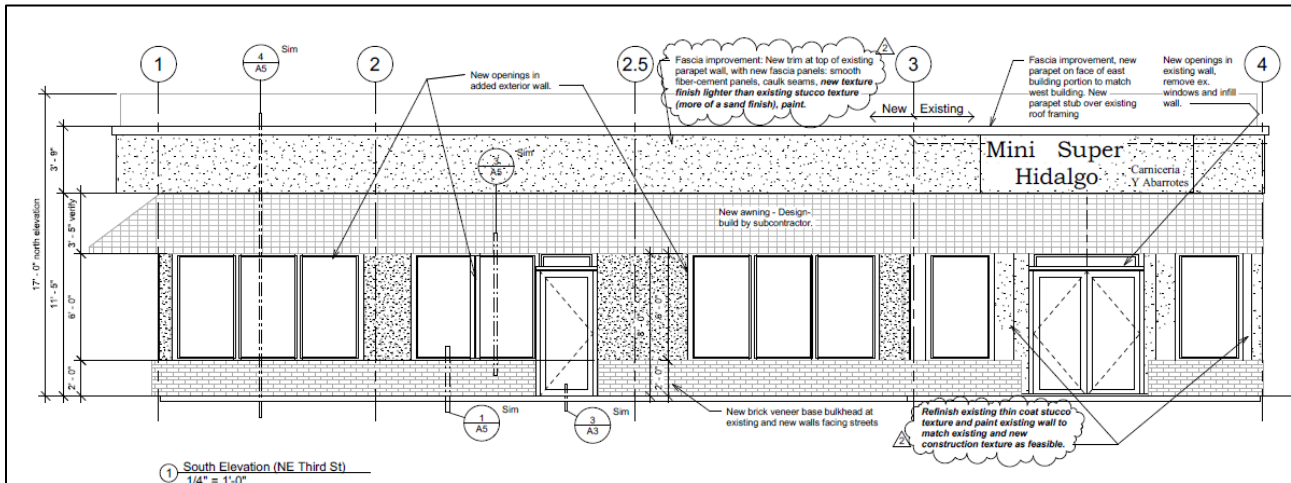 1
4
A5
Sim
2
2.5
2
3
4
New openings in
added exterior wall.
Fascia improvement: New trim at top of existing
parapet wall, with new fascia panels: smooth
fiber-cement panels, caulk seams, new texture
finish lighter than existing stucco texture
(more of a sand finish), paint.
New Existing
Fascia improvement, new
parapet on face of east
building portion to match
west building. New
parapet stub over existing
roof framing
New openings in
existing wall,
remove ex.
windows and infill
wall.
Mini Super
Hidalgo
Carniceria
Y Abarrotes
3
A5
Sim
New awning - Design-
build by subcontractor.
17' - 0" north elevation
11' - 5"
3' - 9"
3' - 5" verify
6' - 0"
2' - 0"
2' - 0"
1
A5
Sim
3
A3
Sim
New brick veneer base bulkhead at
existing and new walls facing streets
2
Refinish existing thin coat stucco
texture and paint existing wall to
match existing and new
construction texture as feasible.
1
South Elevation (NE Third St)
1/4" = 1'-0"